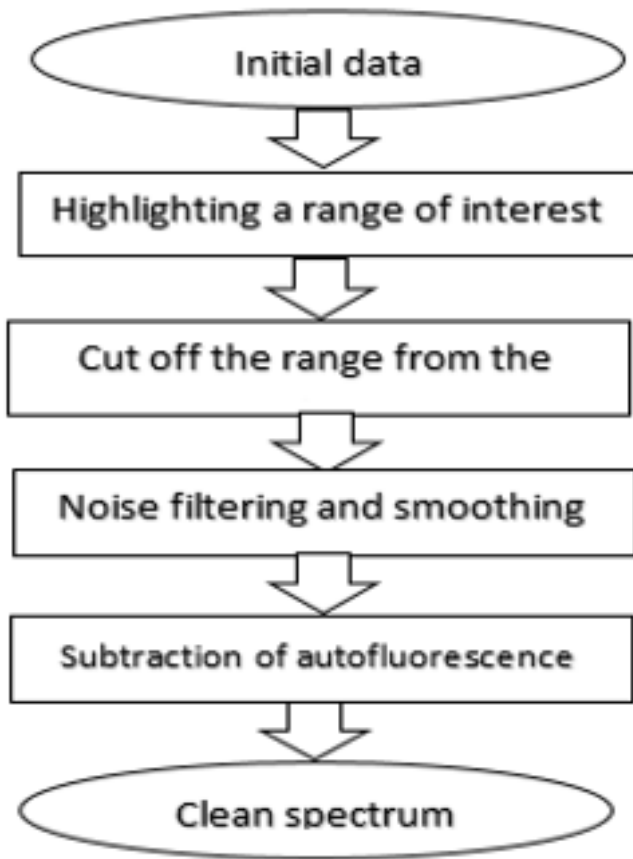 Initial data
Highlighting a range of interest
Cut off the range from the
Noise filtering and smoothing
Subtraction of autofluorescence
Clean spectrum